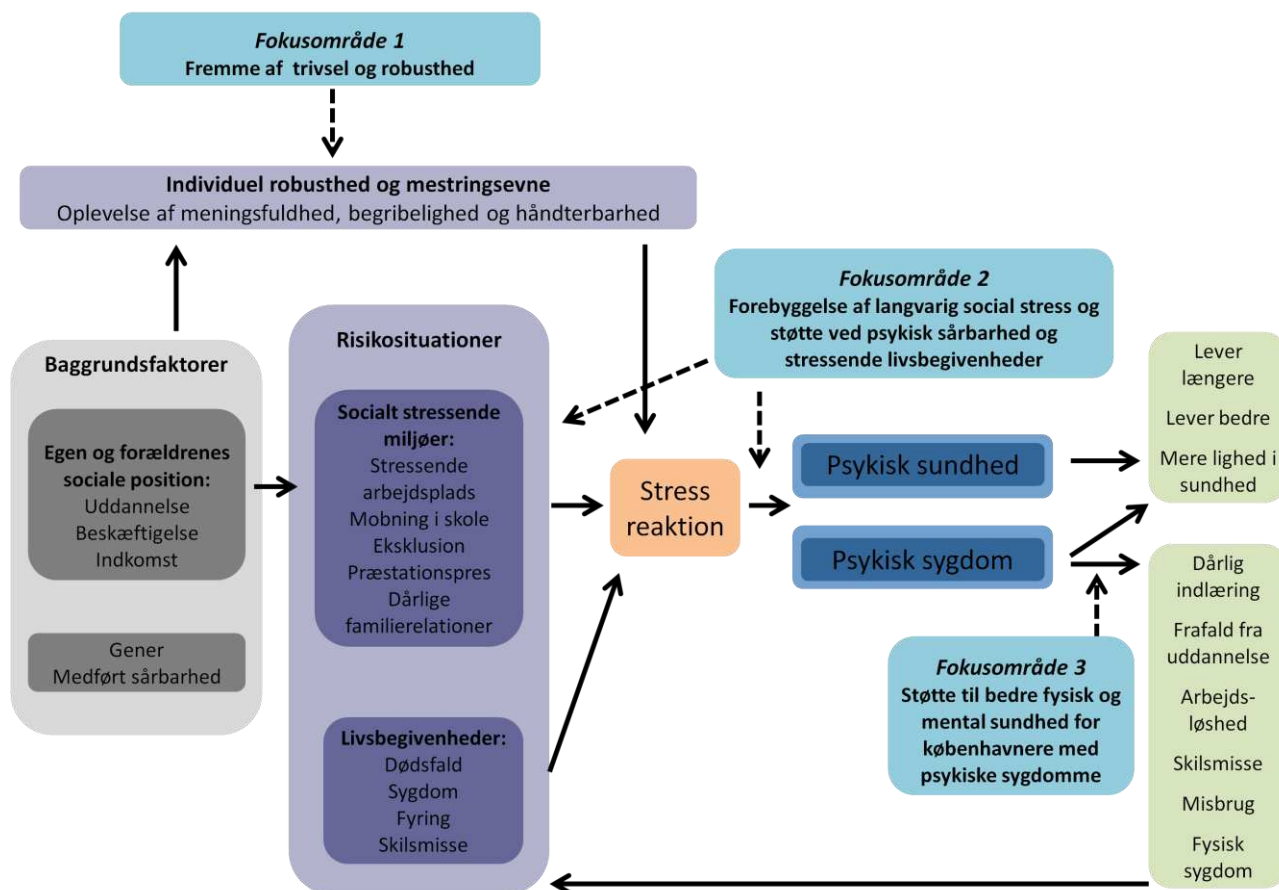 Fokusområde 1
Fremme af trivsel og robusthed
Individuel robusthed og mestringsevne
Oplevelse af meningsfuldhed, begribelighed og håndterbarhed
Fokusområde 2
Forebyggelse af langvarig social stress og
støtte ved psykisk sårbarhed og
stressende livsbegivenheder
Baggrundsfaktorer
Egen og forældrenes
sociale position:
Uddannelse
Beskæftigelse
Indkomst
Gener
Medført sårbarhed
Risikosituationer
Socialt stressende
miljøer:
Stressende
arbejdsplads
Mobning i skole
Eksklusion
Præstationspres
Dårlige
familierelationer
Livsbegivenheder:
Dødsfald
Sygdom
Fyring
Skilsmisse
Stress
reaktion
Psykisk sundhed
Psykisk sygdom
Fokusområde 3
Støtte til bedre fysisk og
mental sundhed for
københavnere med
psykiske sygdomme
Lever
længere
Lever bedre
Mere lighed i
sundhed
Dårlig
indlæring
Frafald fra
uddannelse
Arbejds-
løshed
Skilsmisse
Misbrug
Fysisk
sygdom